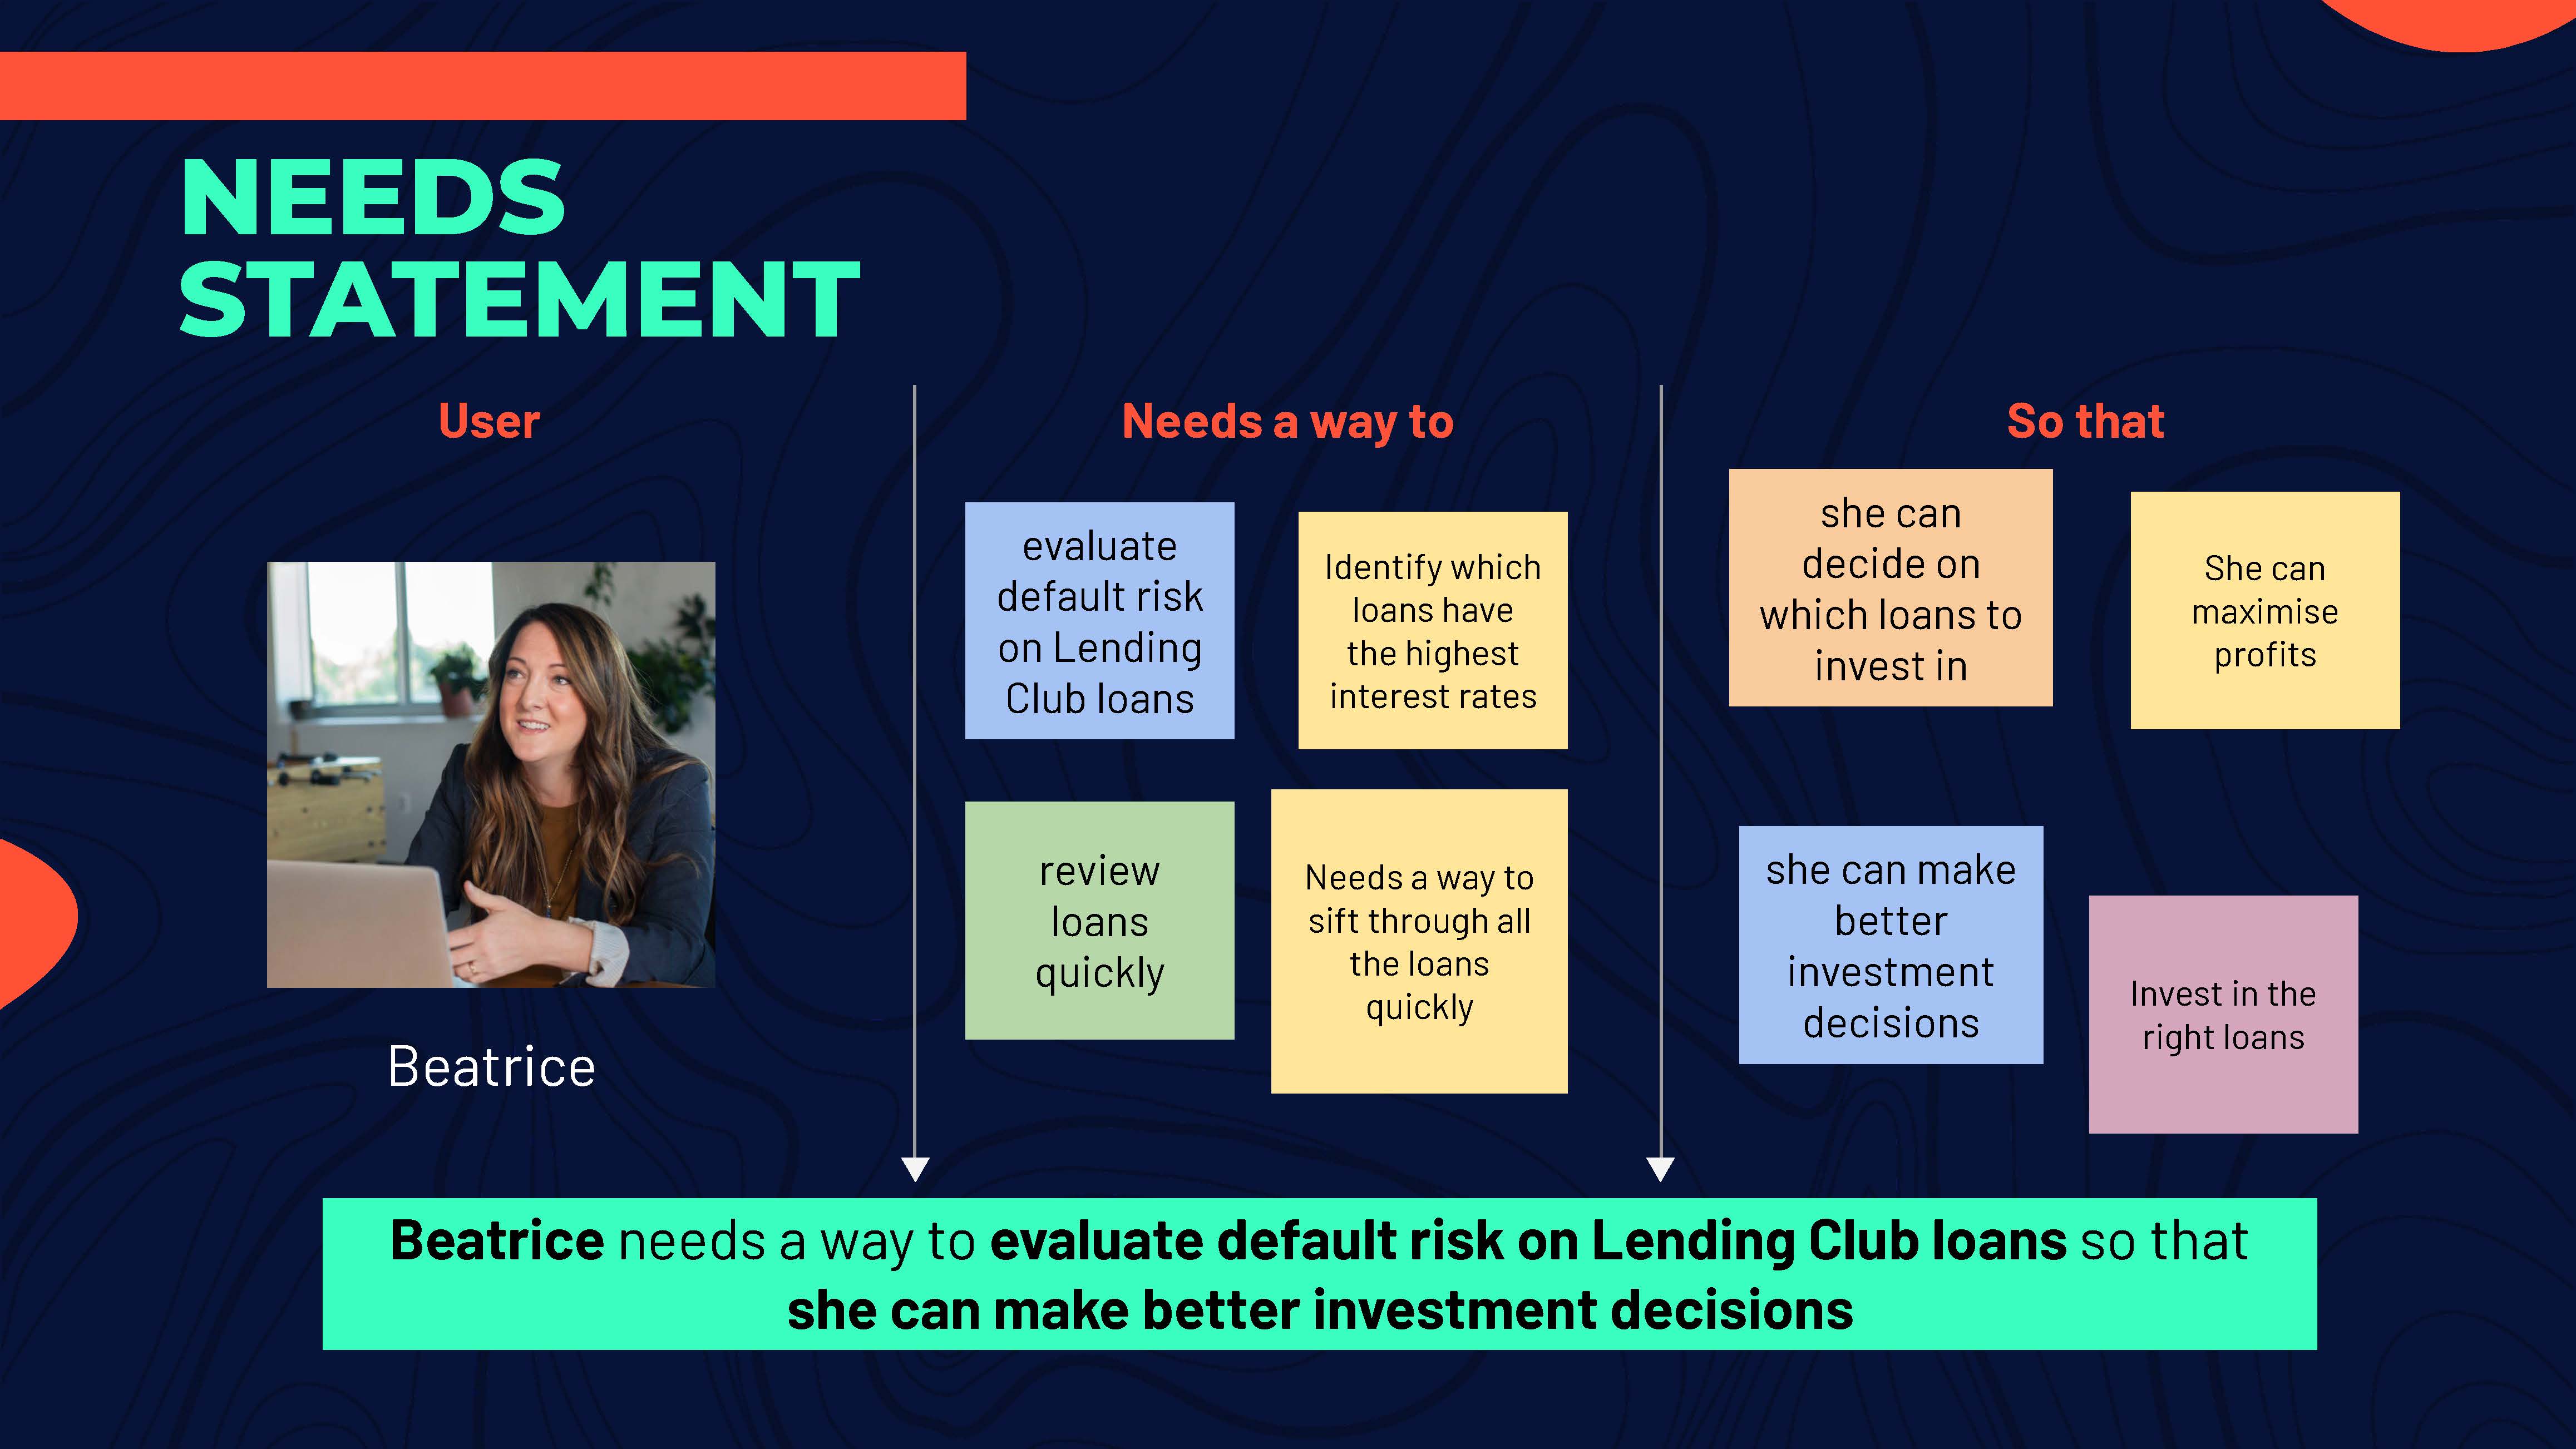 NEEDS
STATEMENT
User
Beatrice
Needs a way to
evaluate
default risk
on Lending
Club loans
Identify which
loans have
the highest
interest rates
review
loans
quickly
Needs a way to
sift through all
the loans
quickly
So that
she can
decide on
which loans to
invest in
She can
maximise
profits
she can make
better
investment
decisions
Invest in the
right loans
Beatrice needs a way to evaluate default risk on Lending Club loans so that
she can make better investment decisions